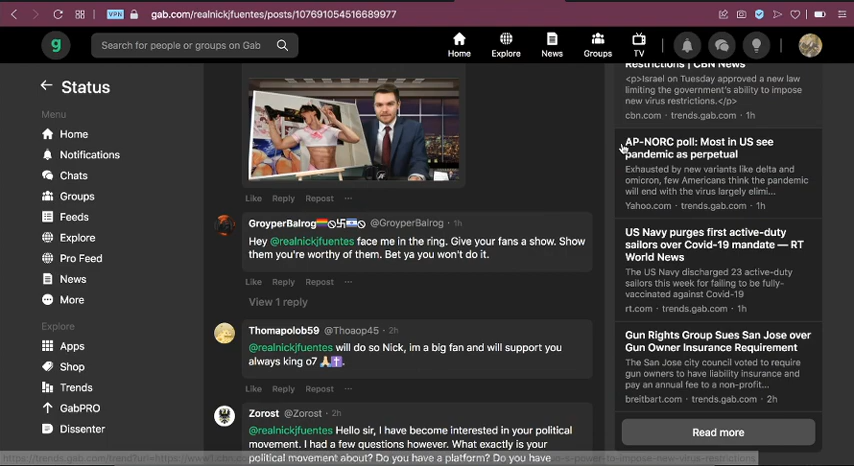 VPN gab.com/realnickjfuentes/posts/107691054516689977
g Search for people or groups on Gab Home Explore News Groups TV
Status
Menu
Home
Notifications
Chats
Groups
Feeds
Explore
Pro Feed
News
More
Explore
Apps
Shop
Trends
GabPRO
Dissenter
Like Reply Repost ···
GroyperBalrog🏳️‍🌈🚫卐🇮🇱🚫 @GroyperBalrog · 1h
Hey @realnickjfuentes face me in the ring. Give your fans a show. Show
them you're worthy of them. Bet ya you won't do it.
Like Reply Repost ···
View 1 reply
Thomapolob59 @Thoaop45 · 2h
@realnickjfuentes will do so Nick, im a big fan and will support you
always king o7 🙏✝️.
Like Reply Repost ···
Zorost @Zorost · 2h
@realnickjfuentes Hello sir, I have become interested in your political
movement. I had a few questions however. What exactly is your
political movement about? Do you have a platform? Do you have
Restrictions | CBN News
<p>Israel on Tuesday approved a new law
limiting the government's ability to impose
new virus restrictions.</p>
cbn.com · trends.gab.com · 1h
AP-NORC poll: Most in US see
pandemic as perpetual
Exhausted by new variants like delta and
omicron, few Americans think the pandemic
will end with the virus largely elimi...
Yahoo.com · trends.gab.com · 1h
US Navy purges first active-duty
sailors over Covid-19 mandate — RT
World News
The US Navy discharged 23 active-duty
sailors this week for failing to be fully-
vaccinated against Covid-19
rt.com · trends.gab.com · 1h
Gun Rights Group Sues San Jose over
Gun Owner Insurance Requirement
The San Jose city council voted to require
gun owners to have liability insurance and
pay an annual fee to a non-profit...
breitbart.com · trends.gab.com · 2h
Read more